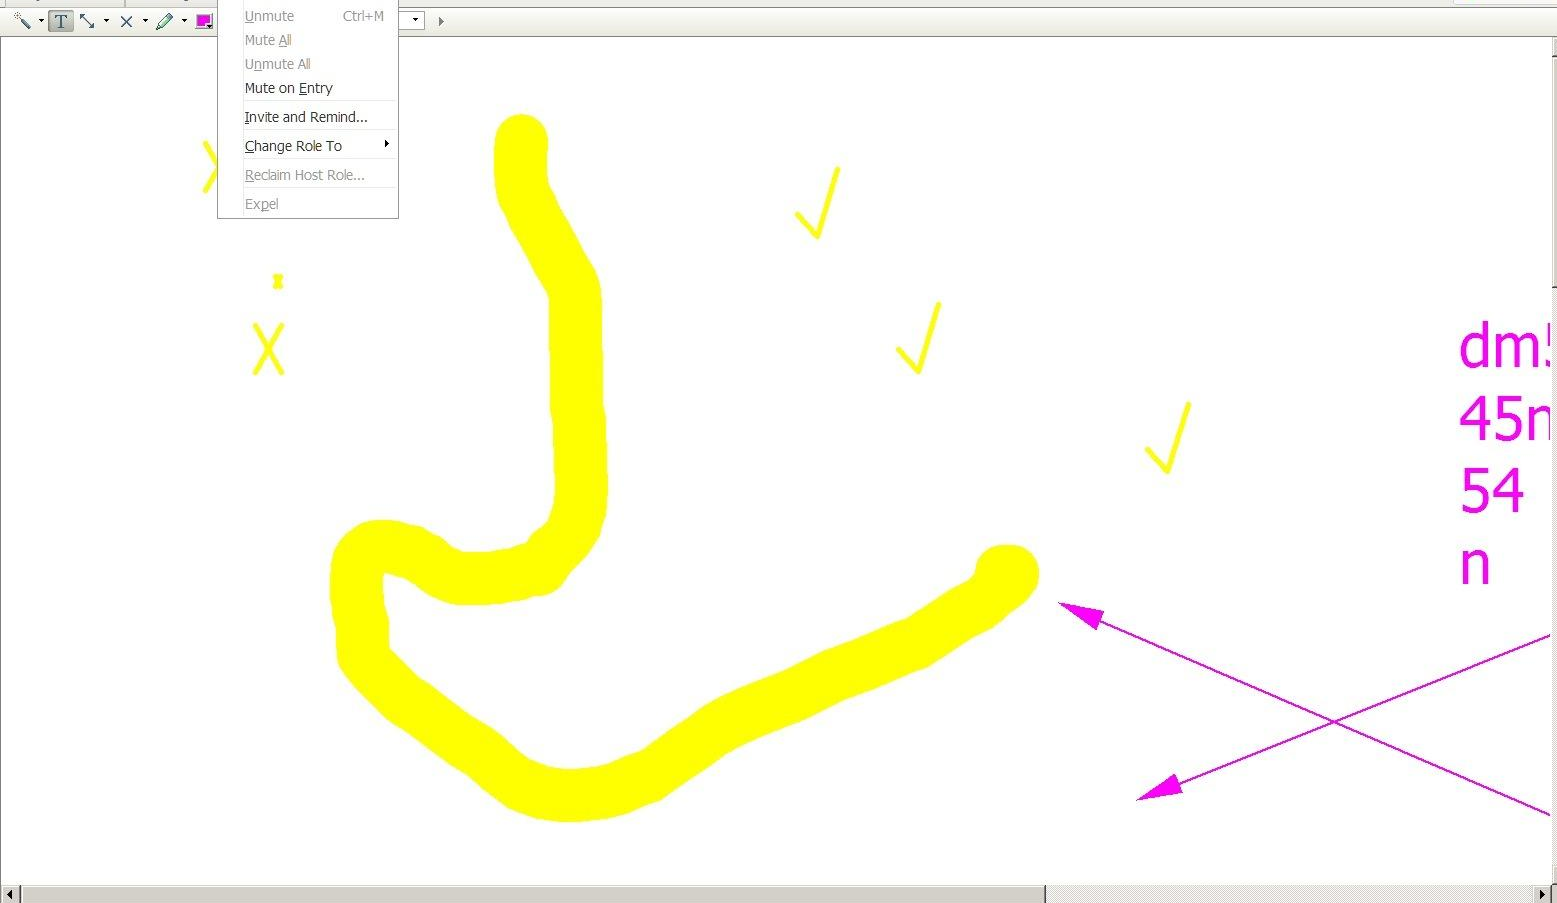 Unmute Ctrl+M
Mute All
Unmute All
Mute on Entry
Invite and Remind...
Change Role To
Reclaim Host Role...
Expel
T
X
dm5
45n
54
n